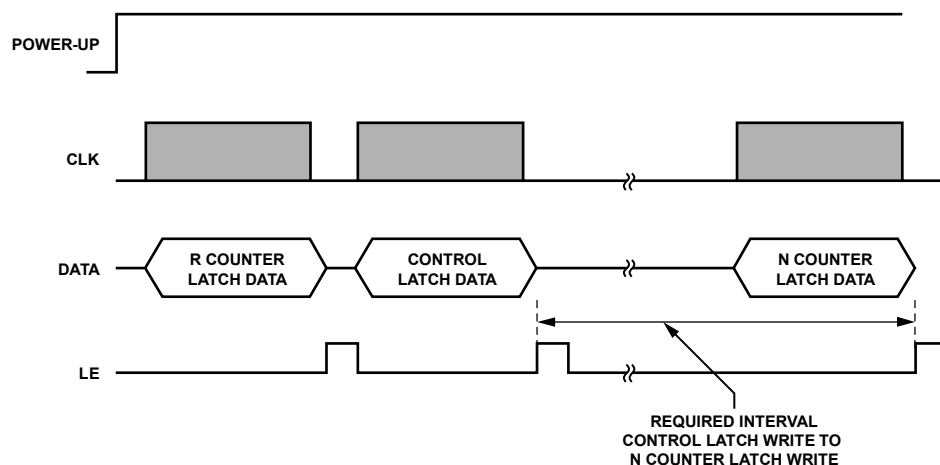 POWER-UP
CLK
DATA
R COUNTER
LATCH DATA
CONTROL
LATCH DATA
N COUNTER
LATCH DATA
LE
REQUIRED INTERVAL
CONTROL LATCH WRITE TO
N COUNTER LATCH WRITE